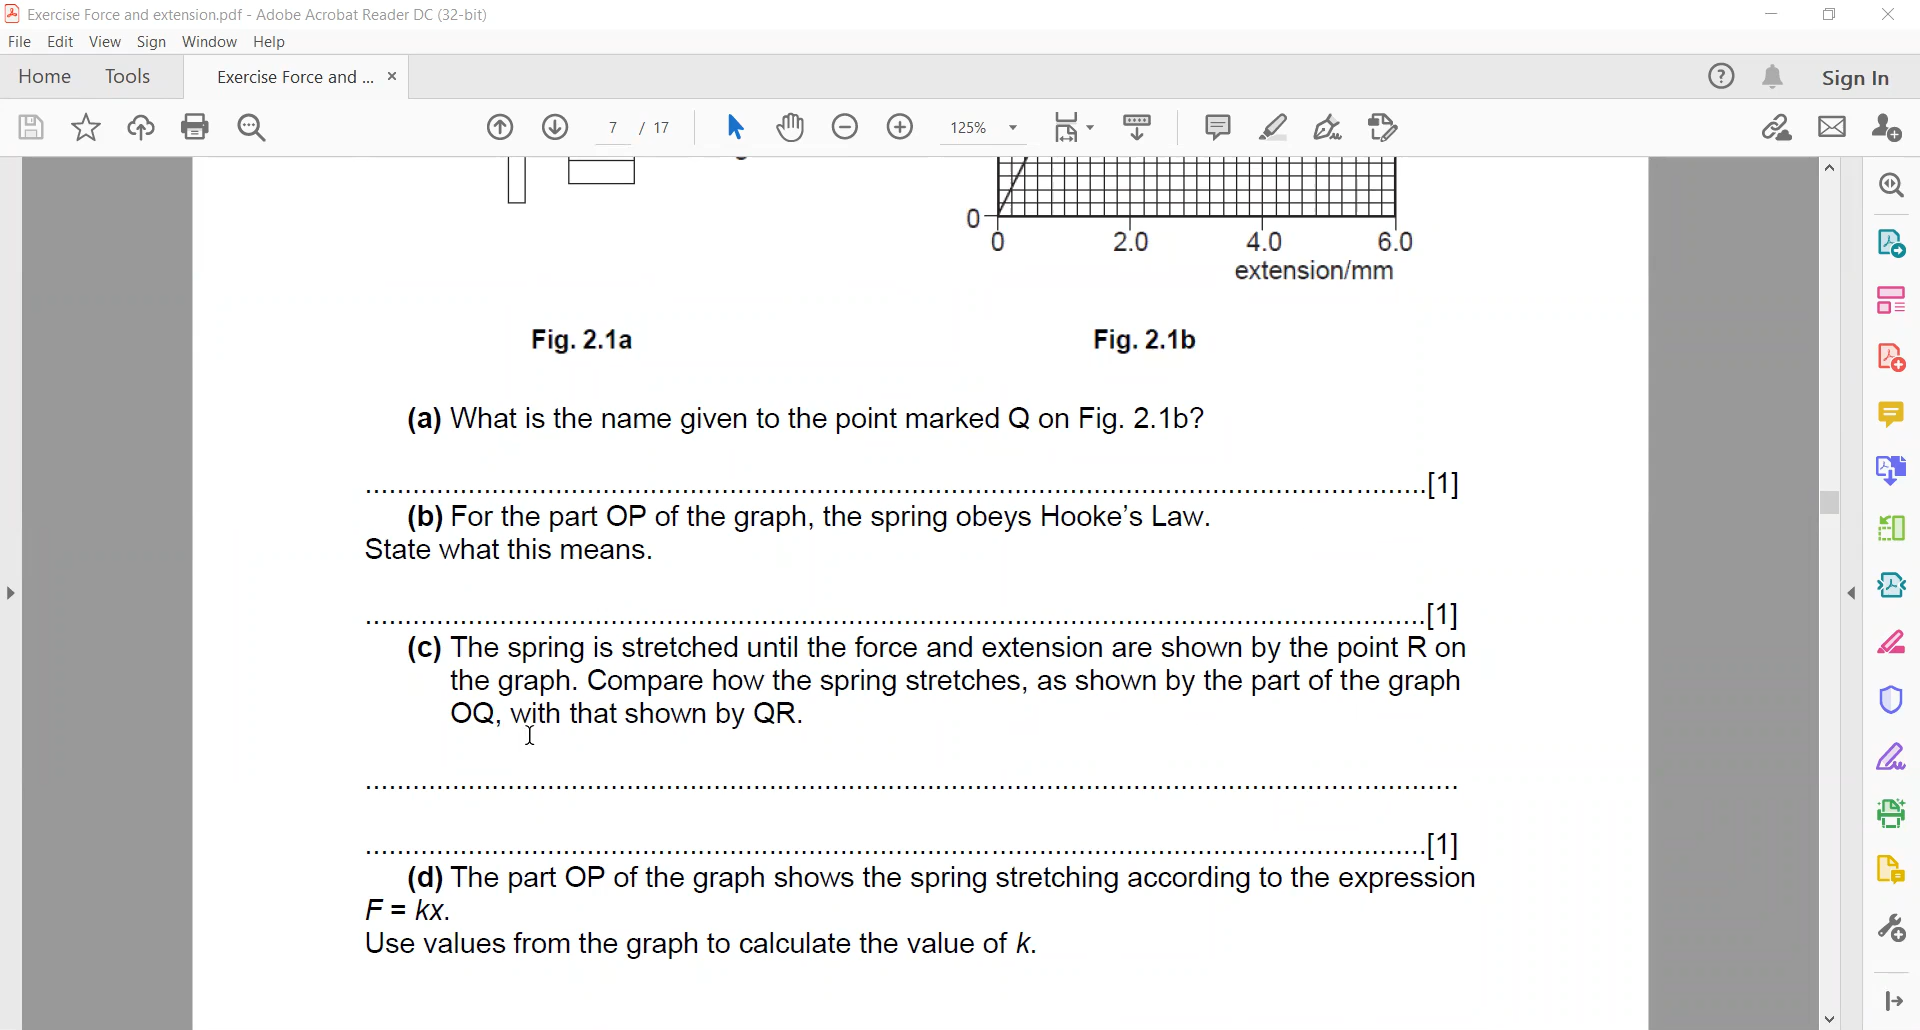 Exercise Force and extension.pdf - Adobe Acrobat Reader DC (32-bit)
File Edit View Sign Window Help
Home Tools Exercise Force and ... × Sign In
7 / 17 125%
0
0 2.0 4.0 6.0
extension/mm
Fig. 2.1a Fig. 2.1b
(a) What is the name given to the point marked Q on Fig. 2.1b?
..........................................................................................................................................[1]
(b) For the part OP of the graph, the spring obeys Hooke's Law.
State what this means.
..........................................................................................................................................[1]
(c) The spring is stretched until the force and extension are shown by the point R on
the graph. Compare how the spring stretches, as shown by the part of the graph
OQ, with that shown by QR.
..........................................................................................................................................
..........................................................................................................................................[1]
(d) The part OP of the graph shows the spring stretching according to the expression
F = kx.
Use values from the graph to calculate the value of k.